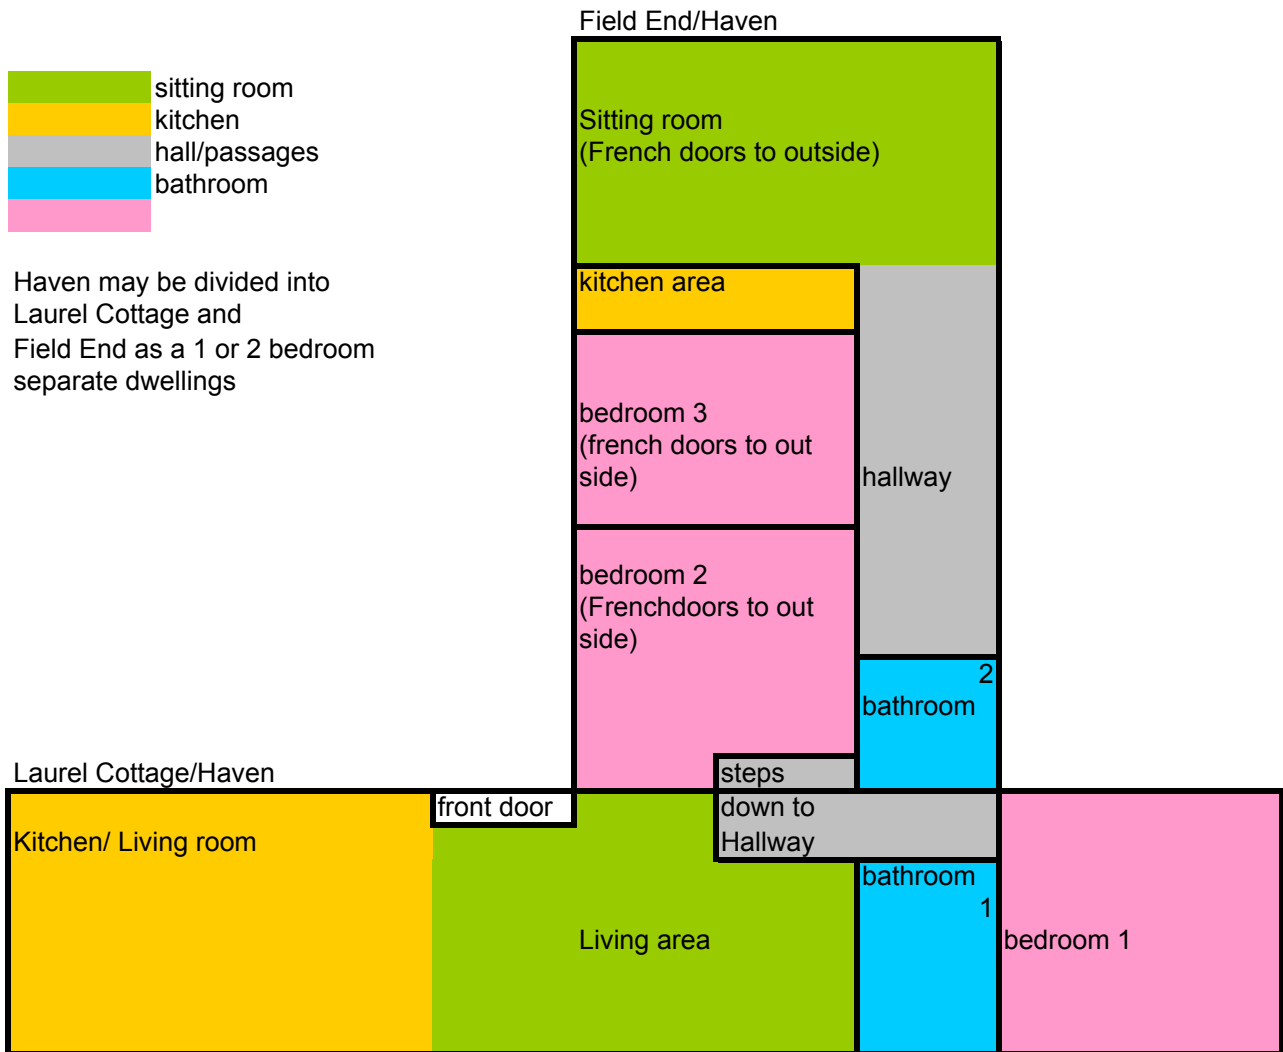 Field End/Haven
sitting room
kitchen
hall/passages
bathroom
Haven may be divided into
Laurel Cottage and
Field End as a 1 or 2 bedroom
separate dwellings
Sitting room
(French doors to outside)
kitchen area
bedroom 3
(french doors to out
side)
hallway
bedroom 2
(Frenchdoors to out
side)
2
bathroom
Laurel Cottage/Haven
steps
down to
Hallway
front door
Kitchen/ Living room
Living area
bathroom
1
bedroom 1